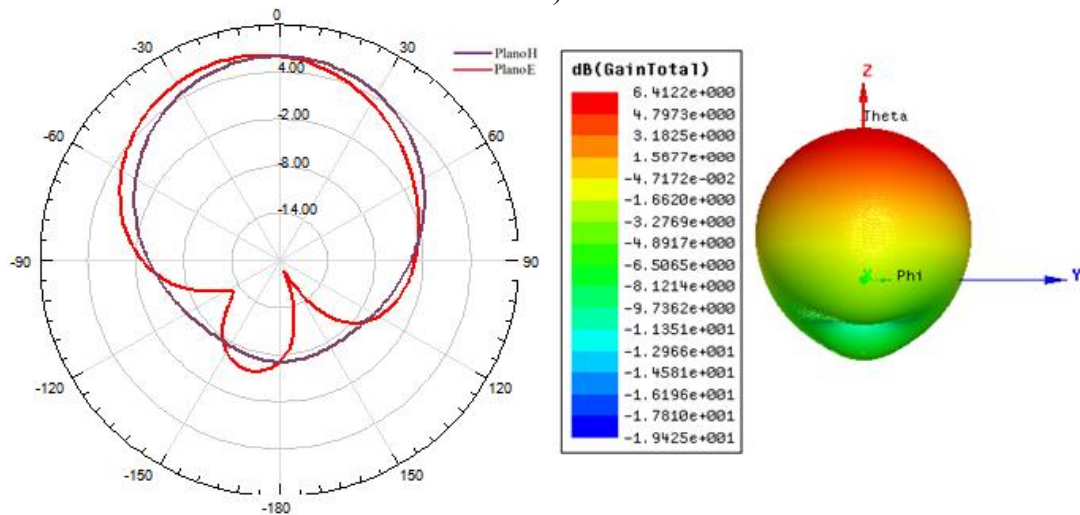 )
0
-30
30
-60
60
-90
90
-120
120
-150
150
-180
4.00
-2.00
-8.00
-14.00
PlanoH
PlanoE
dB(GainTotal)
6.4122e+000
4.7973e+000
3.1825e+000
1.5677e+000
-4.7172e-002
-1.6620e+000
-3.2769e+000
-4.8917e+000
-6.5065e+000
-8.1214e+000
-9.7362e+000
-1.1351e+001
-1.2966e+001
-1.4581e+001
-1.6196e+001
-1.7810e+001
-1.9425e+001
Z
Theta
Phi
Y